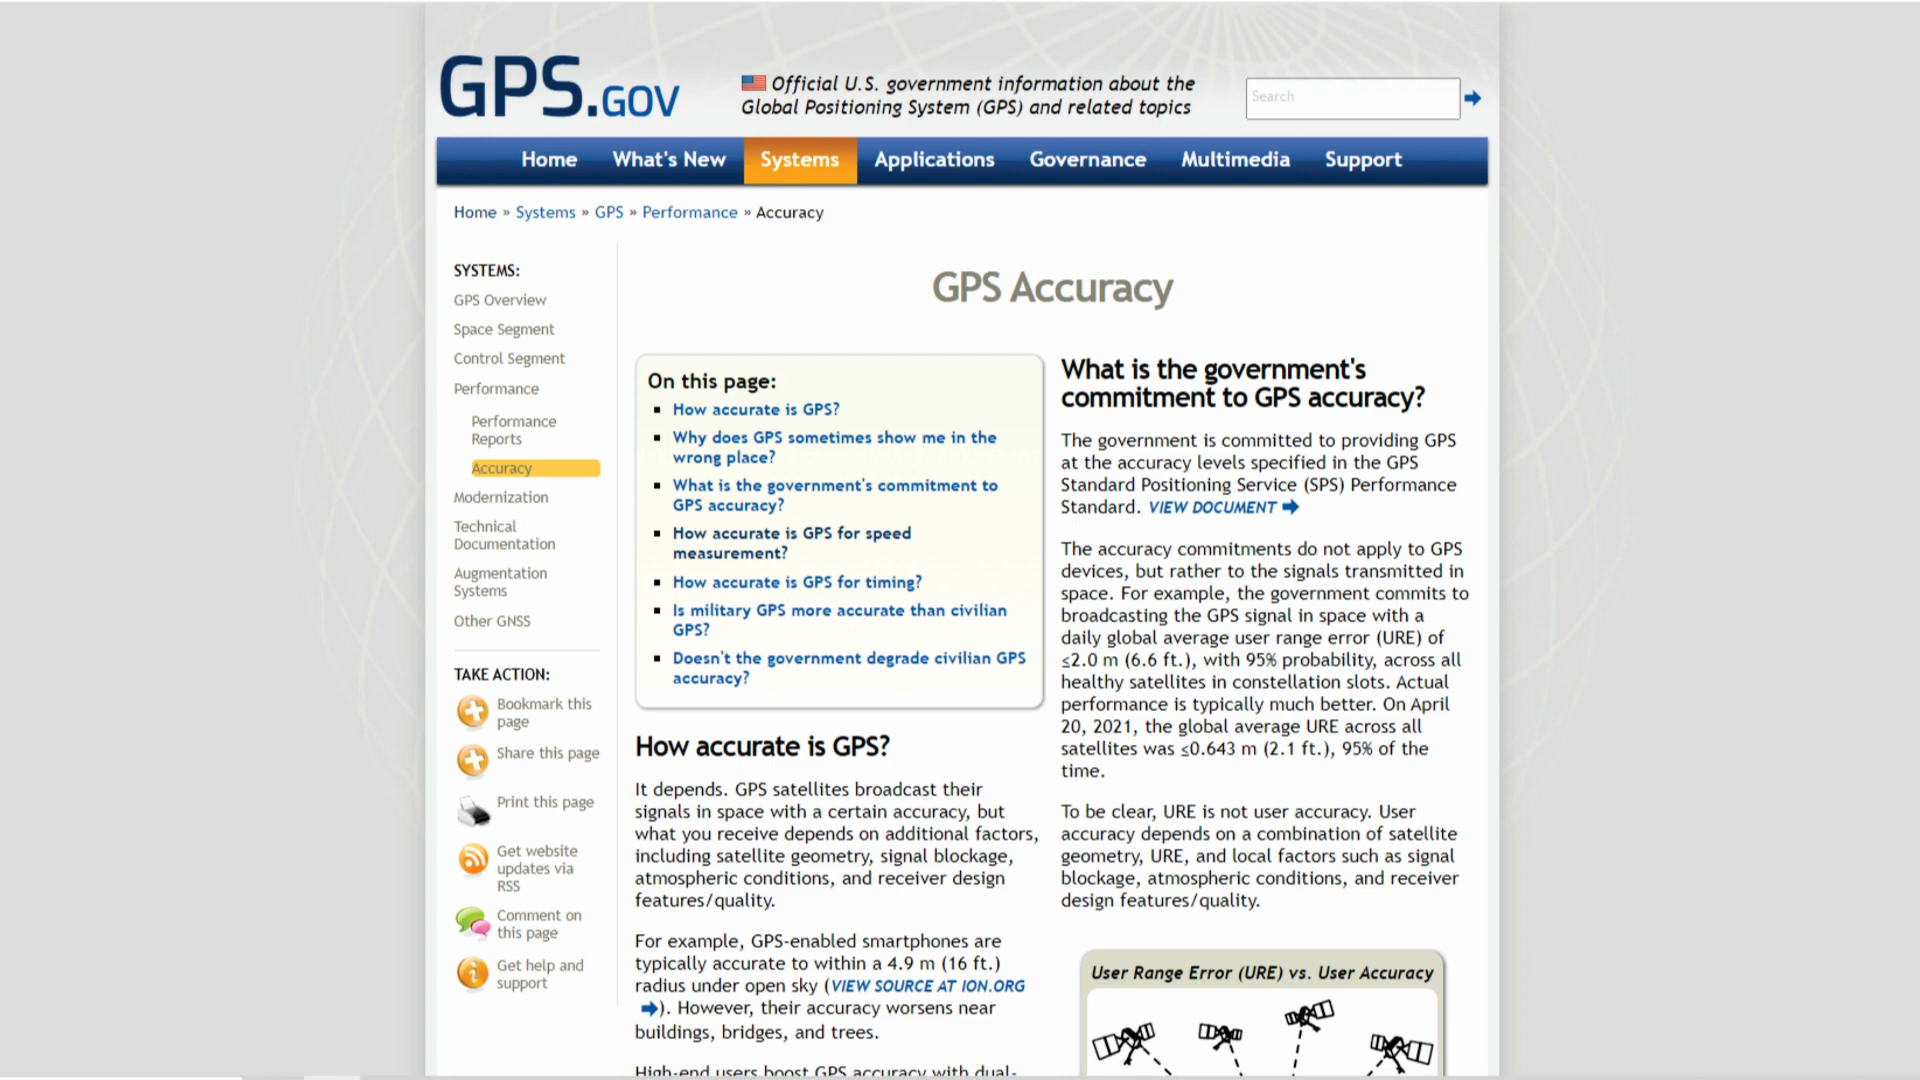 GPS.GOV
Official U.S. government information about the
Global Positioning System (GPS) and related topics
Search
Home What's New Systems Applications Governance Multimedia Support
Home » Systems » GPS » Performance » Accuracy
SYSTEMS:
GPS Overview
Space Segment
Control Segment
Performance
Performance
Reports
Accuracy
Modernization
Technical
Documentation
Augmentation
Systems
Other GNSS
TAKE ACTION:
Bookmark this
page
Share this page
Print this page
Get website
updates via
RSS
Comment on
this page
Get help and
support
GPS Accuracy
On this page:
How accurate is GPS?
Why does GPS sometimes show me in the
wrong place?
What is the government's commitment to
GPS accuracy?
How accurate is GPS for speed
measurement?
How accurate is GPS for timing?
Is military GPS more accurate than civilian
GPS?
Doesn't the government degrade civilian GPS
accuracy?
How accurate is GPS?
It depends. GPS satellites broadcast their
signals in space with a certain accuracy, but
what you receive depends on additional factors,
including satellite geometry, signal blockage,
atmospheric conditions, and receiver design
features/quality.
For example, GPS-enabled smartphones are
typically accurate to within a 4.9 m (16 ft.)
radius under open sky (VIEW SOURCE AT ION.ORG
). However, their accuracy worsens near
buildings, bridges, and trees.
High-end users boost GPS accuracy with dual-
What is the government's
commitment to GPS accuracy?
The government is committed to providing GPS
at the accuracy levels specified in the GPS
Standard Positioning Service (SPS) Performance
Standard. VIEW DOCUMENT
The accuracy commitments do not apply to GPS
devices, but rather to the signals transmitted in
space. For example, the government commits to
broadcasting the GPS signal in space with a
daily global average user range error (URE) of
≤2.0 m (6.6 ft.), with 95% probability, across all
healthy satellites in constellation slots. Actual
performance is typically much better. On April
20, 2021, the global average URE across all
satellites was ≤0.643 m (2.1 ft.), 95% of the
time.
To be clear, URE is not user accuracy. User
accuracy depends on a combination of satellite
geometry, URE, and local factors such as signal
blockage, atmospheric conditions, and receiver
design features/quality.
User Range Error (URE) vs. User Accuracy